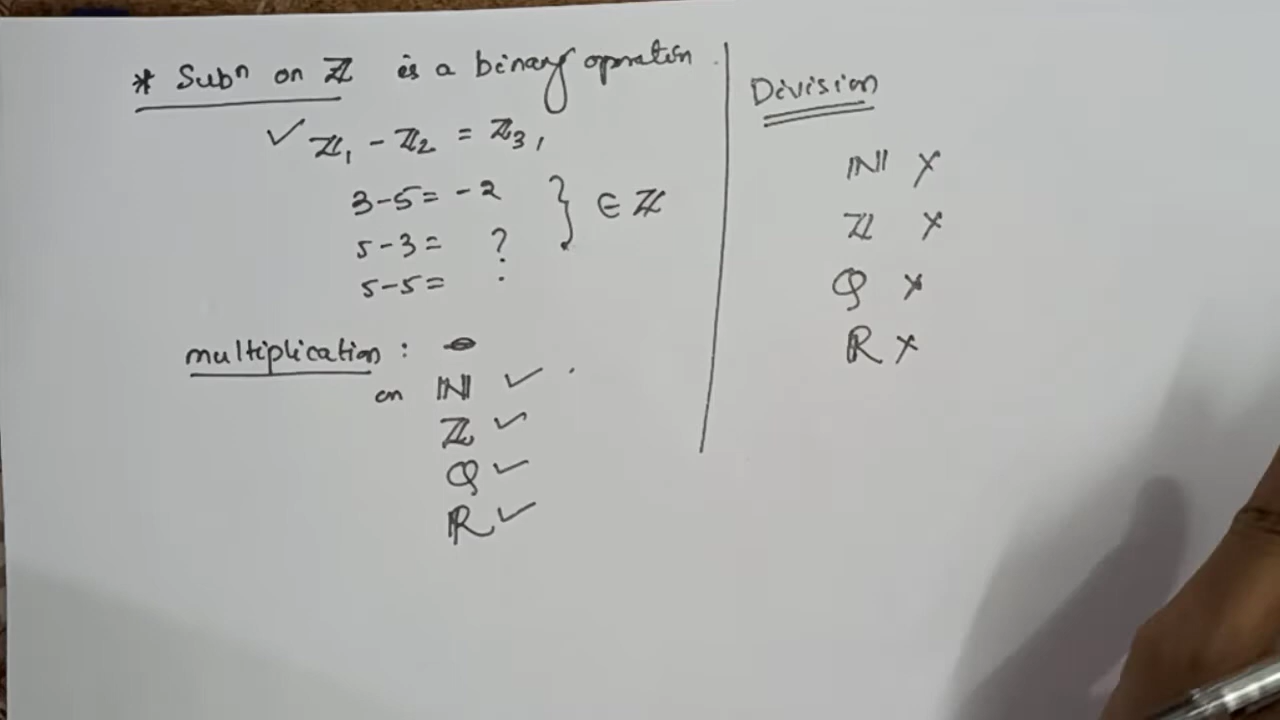 * Subⁿ on ℤ is a binary operation.
✓ ℤ₁ - ℤ₂ = ℤ₃,
3-5 = -2 } ∈ ℤ
5-3 = ?
5-5 = :
multiplication :
on ℕ ✓ .
ℤ ✓
ℚ ✓
ℝ ✓
Division
ℕ ×
ℤ ×
ℚ ×
ℝ ×